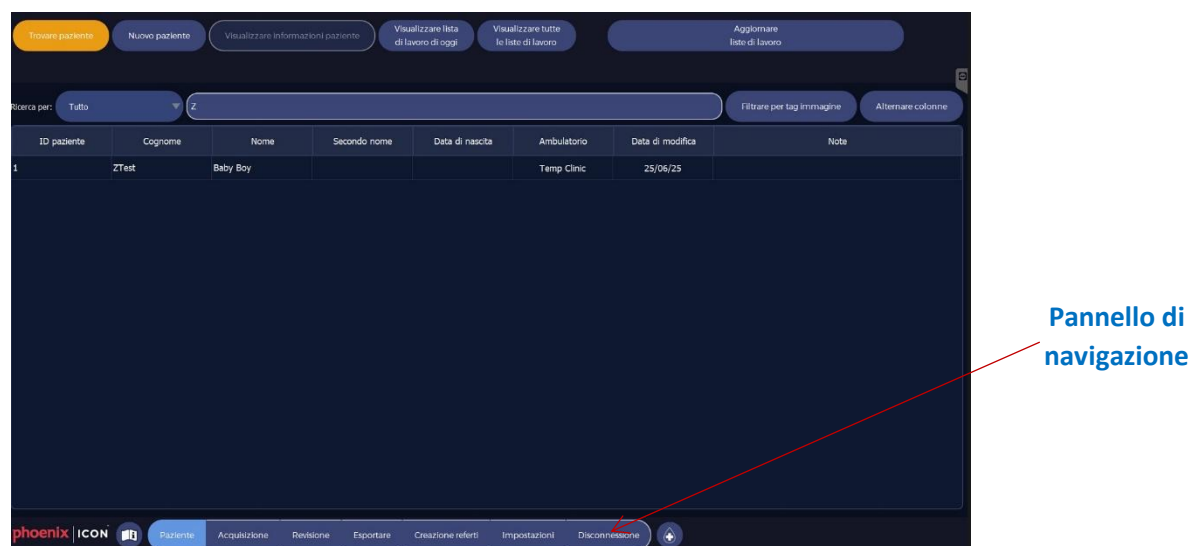 Trovare paziente
Nuovo paziente
Visualizzare informazioni paziente
Visualizzare lista
di lavoro di oggi
Visualizzare tutte
le liste di lavoro
Aggiornare
liste di lavoro
Ricerca per:
Tutto
Z
Filtrare per tag immagine
Alternare colonne
ID paziente
Cognome
Nome
Secondo nome
Data di nascita
Ambulatorio
Data di modifica
Note
1
ZTest
Baby Boy
Temp Clinic
25/06/25
Pannello di
navigazione
phoenix | ICON
Paziente
Acquisizione
Revisione
Esportare
Creazione referti
Impostazioni
Disconnessione